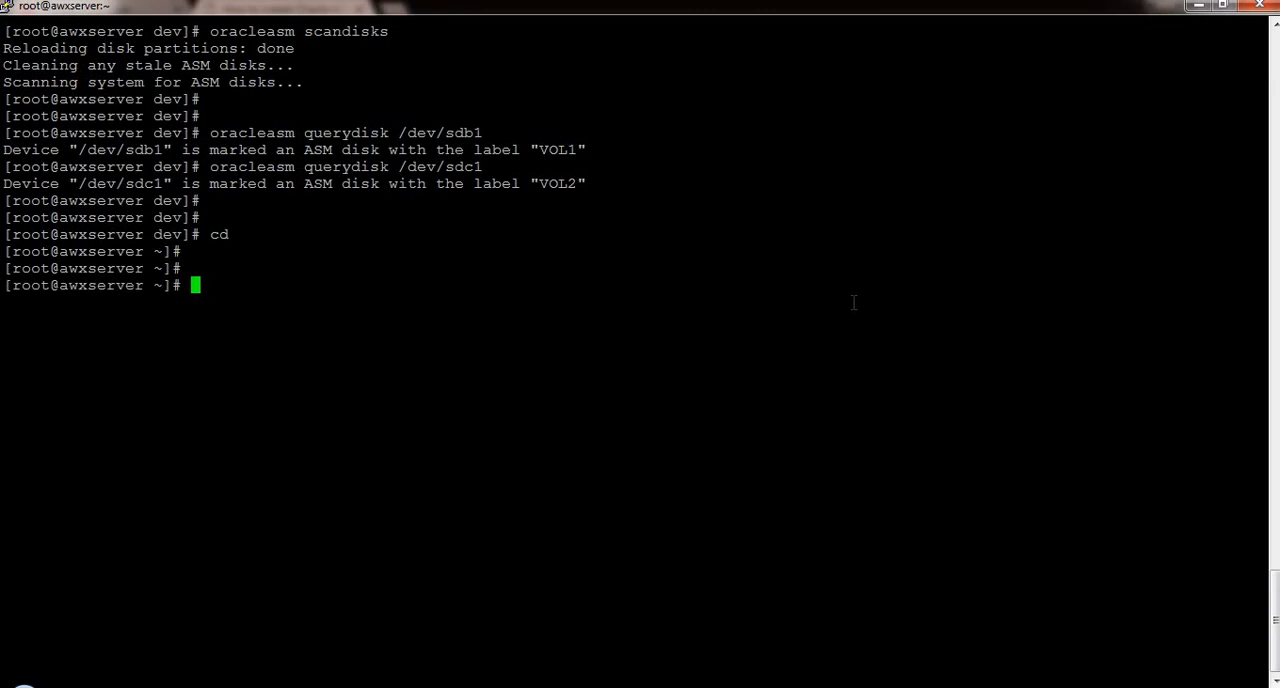 root@awxserver:~
[root@awxserver dev]# oracleasm scandisks
Reloading disk partitions: done
Cleaning any stale ASM disks...
Scanning system for ASM disks...
[root@awxserver dev]#
[root@awxserver dev]#
[root@awxserver dev]# oracleasm querydisk /dev/sdb1
Device "/dev/sdb1" is marked an ASM disk with the label "VOL1"
[root@awxserver dev]# oracleasm querydisk /dev/sdc1
Device "/dev/sdc1" is marked an ASM disk with the label "VOL2"
[root@awxserver dev]#
[root@awxserver dev]#
[root@awxserver dev]# cd
[root@awxserver ~]#
[root@awxserver ~]#
[root@awxserver ~]#